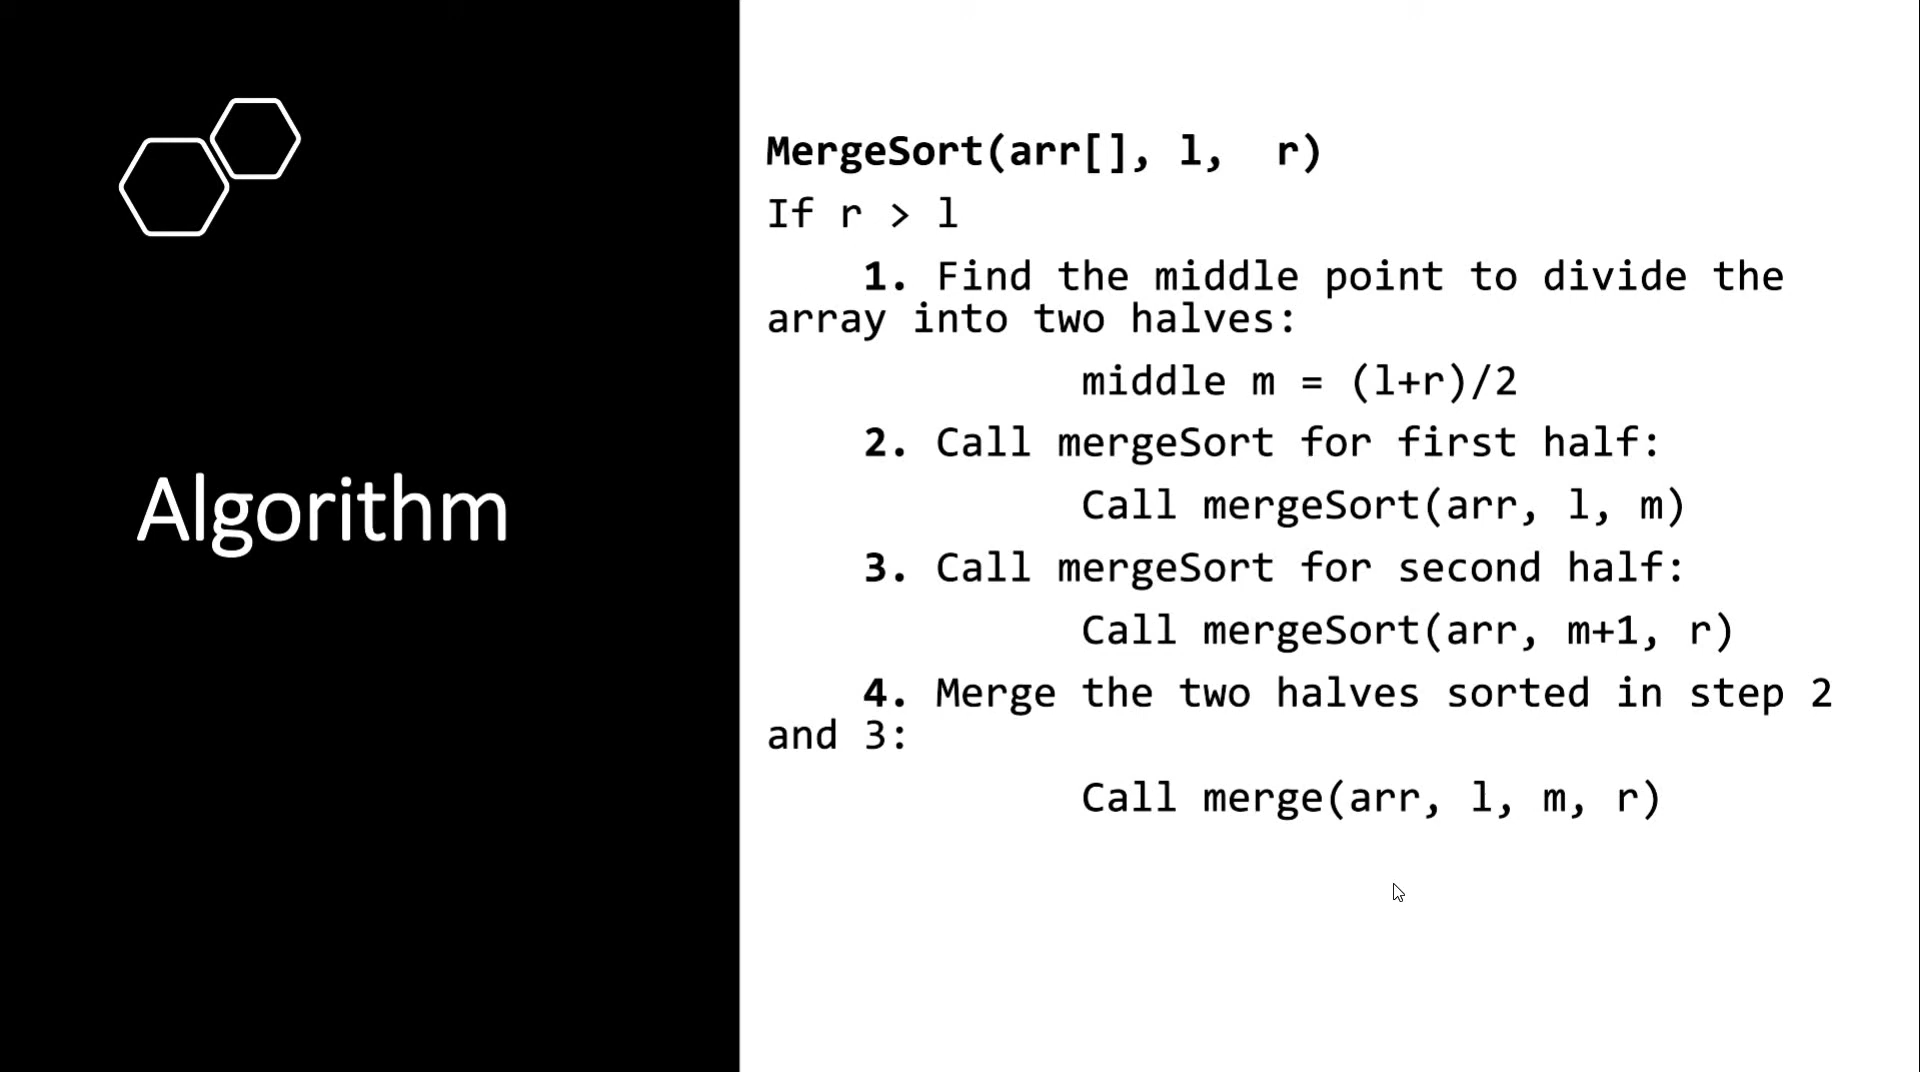 Algorithm
MergeSort(arr[], l,  r)
If r > l
1. Find the middle point to divide the
array into two halves:
middle m = (l+r)/2
2. Call mergeSort for first half:
Call mergeSort(arr, l, m)
3. Call mergeSort for second half:
Call mergeSort(arr, m+1, r)
4. Merge the two halves sorted in step 2
and 3:
Call merge(arr, l, m, r)